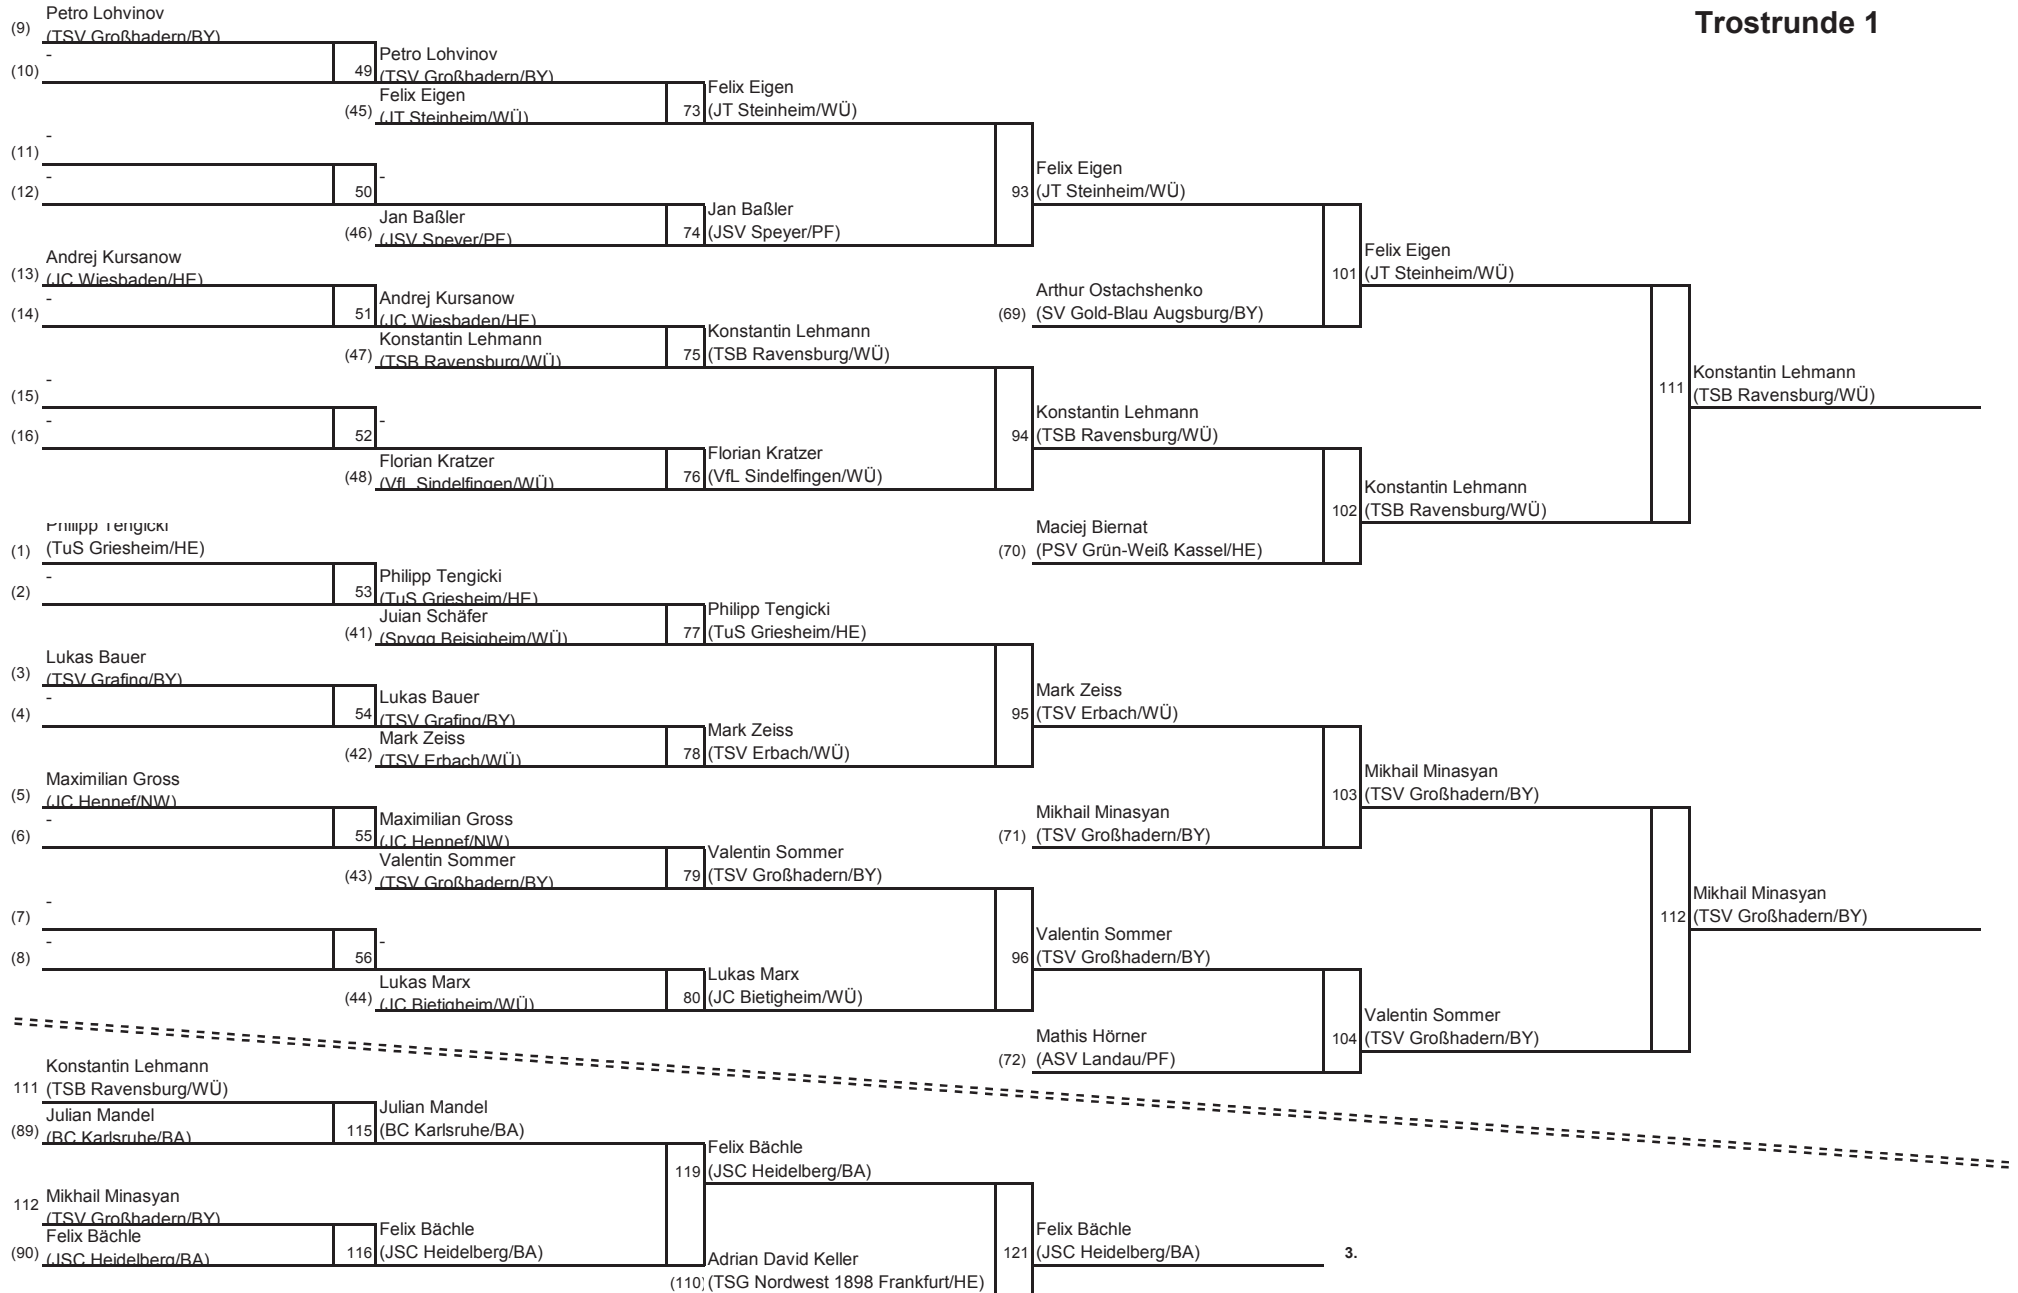 Trostrunde 1
Petro Lohvinov
(9) (TSV Großhadern/BY)
-
(10)
49
Petro Lohvinov
(TSV Großhadern/BY)
Felix Eigen
(45) (JT Steinheim/WÜ)
73
Felix Eigen
(JT Steinheim/WÜ)
-
(11)
-
(12)
50
-
Jan Baßler
(46) (JSV Speyer/PF)
74
Jan Baßler
(JSV Speyer/PF)
93
Felix Eigen
(JT Steinheim/WÜ)
Andrej Kursanow
(13) (JC Wiesbaden/HE)
-
(14)
51
Andrej Kursanow
(JC Wiesbaden/HE)
Konstantin Lehmann
(47) (TSB Ravensburg/WÜ)
75
Konstantin Lehmann
(TSB Ravensburg/WÜ)
Arthur Ostachshenko
(69) (SV Gold-Blau Augsburg/BY)
101
Felix Eigen
(JT Steinheim/WÜ)
-
(15)
-
(16)
52
-
Florian Kratzer
(48) (VfL Sindelfingen/WÜ)
76
Florian Kratzer
(VfL Sindelfingen/WÜ)
94
Konstantin Lehmann
(TSB Ravensburg/WÜ)
Maciej Biernat
(70) (PSV Grün-Weiß Kassel/HE)
102
Konstantin Lehmann
(TSB Ravensburg/WÜ)
111
Konstantin Lehmann
(TSB Ravensburg/WÜ)
Philipp Tengicki
(1) (TuS Griesheim/HE)
-
(2)
53
Philipp Tengicki
(TuS Griesheim/HE)
Juian Schäfer
(41) (Spvgg Beisigheim/WÜ)
77
Philipp Tengicki
(TuS Griesheim/HE)
Lukas Bauer
(3) (TSV Grafing/BY)
-
(4)
54
Lukas Bauer
(TSV Grafing/BY)
Mark Zeiss
(42) (TSV Erbach/WÜ)
78
Mark Zeiss
(TSV Erbach/WÜ)
95
Mark Zeiss
(TSV Erbach/WÜ)
Maximilian Gross
(5) (JC Hennef/NW)
-
(6)
55
Maximilian Gross
(JC Hennef/NW)
Valentin Sommer
(43) (TSV Großhadern/BY)
79
Valentin Sommer
(TSV Großhadern/BY)
Mikhail Minasyan
(71) (TSV Großhadern/BY)
103
Mikhail Minasyan
(TSV Großhadern/BY)
-
(7)
-
(8)
56
-
Lukas Marx
(44) (JC Bietigheim/WÜ)
80
Lukas Marx
(JC Bietigheim/WÜ)
96
Valentin Sommer
(TSV Großhadern/BY)
Mathis Hörner
(72) (ASV Landau/PF)
104
Valentin Sommer
(TSV Großhadern/BY)
112
Mikhail Minasyan
(TSV Großhadern/BY)
Konstantin Lehmann
111 (TSB Ravensburg/WÜ)
Julian Mandel
(89) (BC Karlsruhe/BA)
115
Julian Mandel
(BC Karlsruhe/BA)
Mikhail Minasyan
112 (TSV Großhadern/BY)
Felix Bächle
(90) (JSC Heidelberg/BA)
116
Felix Bächle
(JSC Heidelberg/BA)
119
Felix Bächle
(JSC Heidelberg/BA)
Adrian David Keller
(110) (TSG Nordwest 1898 Frankfurt/HE)
121
Felix Bächle
(JSC Heidelberg/BA)
3.